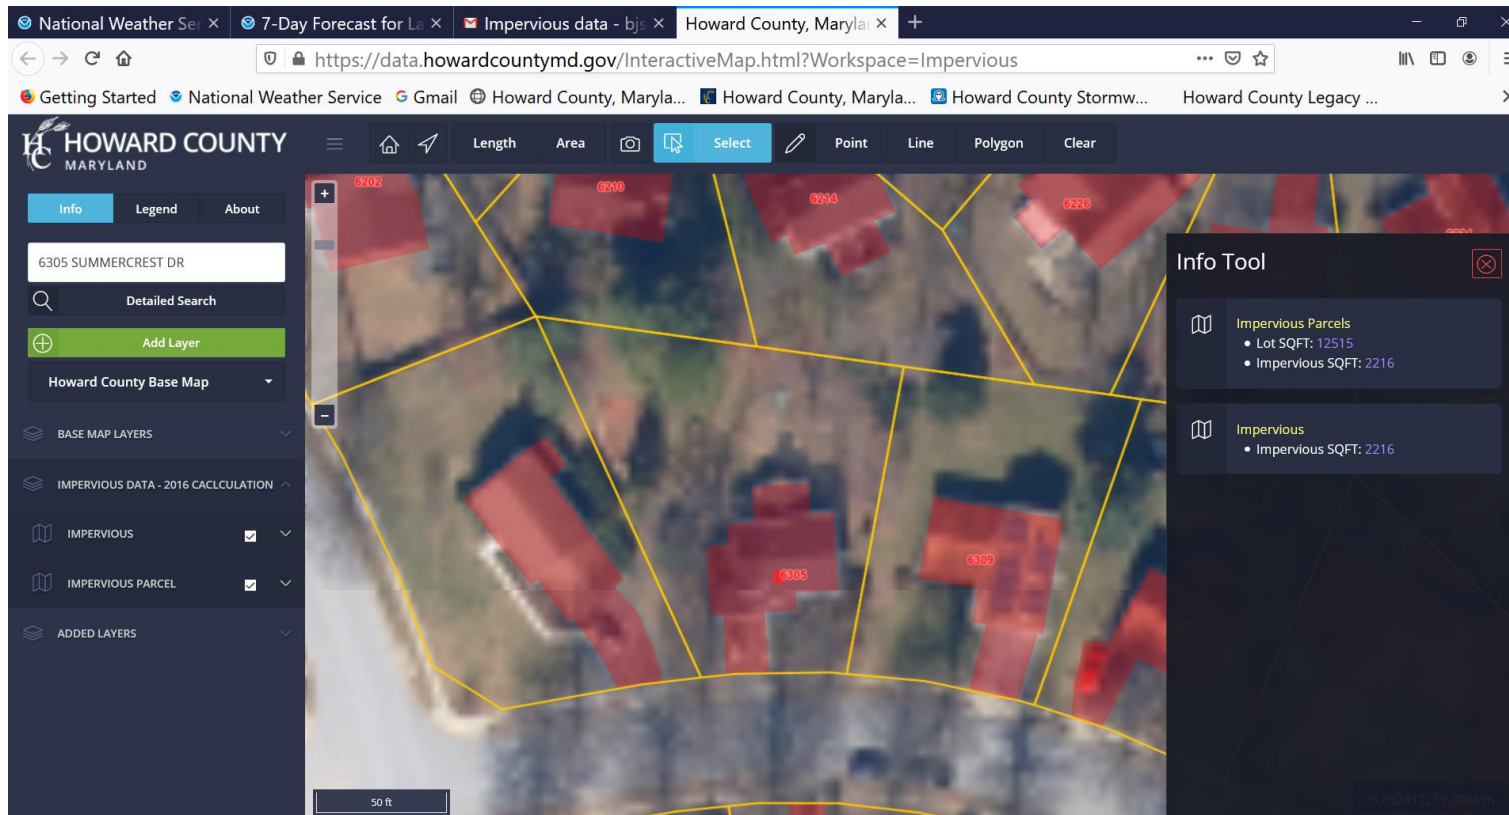 National Weather Ser
7-Day Forecast for La
Impervious data - bjs
Howard County, Maryla
https://data.howardcountymd.gov/InteractiveMap.html?Workspace=Impervious
Getting Started
National Weather Service
Gmail
Howard County, Maryla...
Howard County, Maryla...
Howard County Stormw...
Howard County Legacy ...
HOWARD COUNTY
MARYLAND
Length
Area
Select
Point
Line
Polygon
Clear
Info
Legend
About
6305 SUMMERCREST DR
Detailed Search
Add Layer
Howard County Base Map
BASE MAP LAYERS
IMPERVIOUS DATA - 2016 CACLCULATION
IMPERVIOUS
IMPERVIOUS PARCEL
ADDED LAYERS
6202
6210
6214
6226
6305
6309
50 ft
Info Tool
Impervious Parcels
• Lot SQFT: 12515
• Impervious SQFT: 2216
Impervious
• Impervious SQFT: 2216